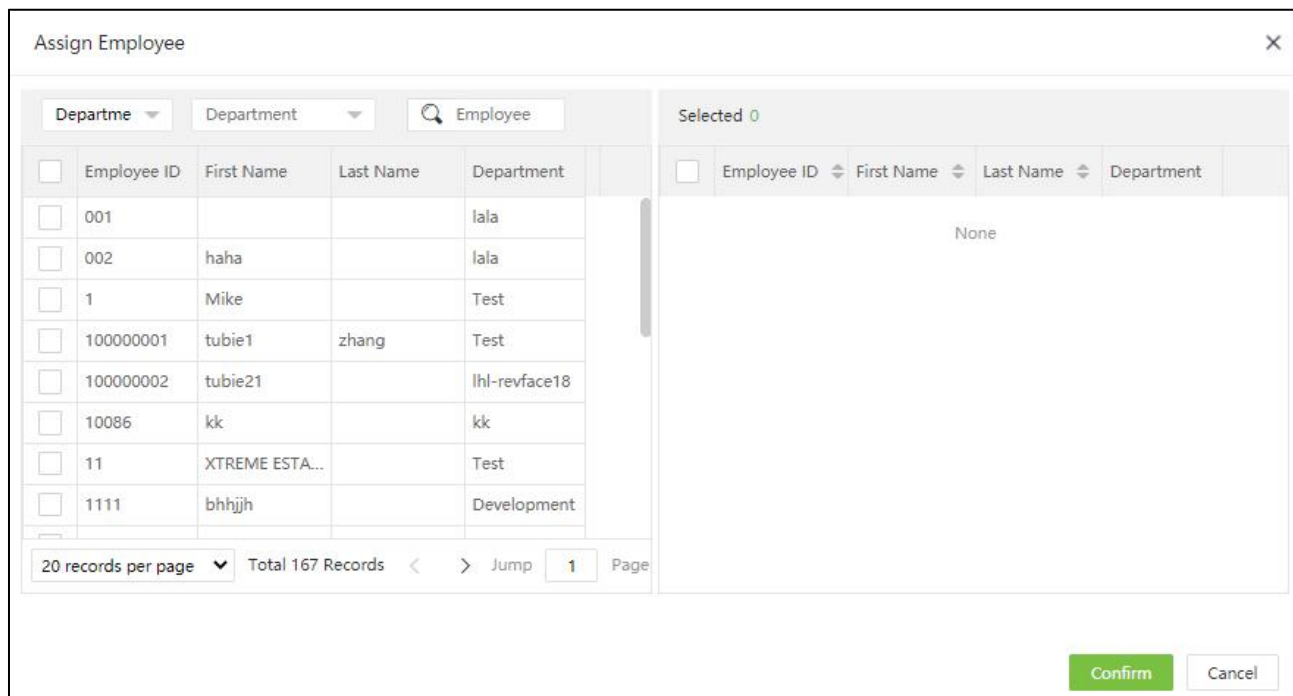 Assign Employee
Departme Department Employee
Employee ID First Name Last Name Department
001 lala
002 haha lala
1 Mike Test
100000001 tubie1 zhang Test
100000002 tubie21 lhl-revface18
10086 kk kk
11 XTREME ESTA... Test
1111 bhhjjh Development
20 records per page Total 167 Records < > Jump 1 Page
Selected 0
Employee ID First Name Last Name Department
None
Confirm Cancel